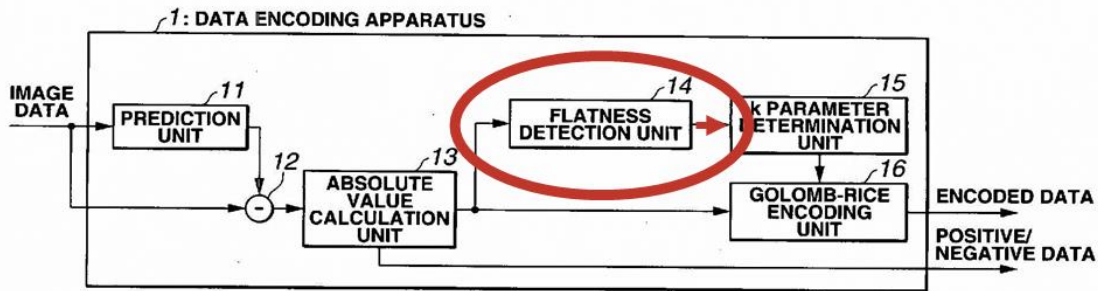 1: DATA ENCODING APPARATUS
IMAGE
DATA
11
PREDICTION
UNIT
12
-
13
ABSOLUTE
VALUE
CALCULATION
UNIT
14
FLATNESS
DETECTION UNIT
15
k PARAMETER
DETERMINATION
UNIT
16
GOLOMB-RICE
ENCODING
UNIT
ENCODED DATA
POSITIVE/
NEGATIVE DATA